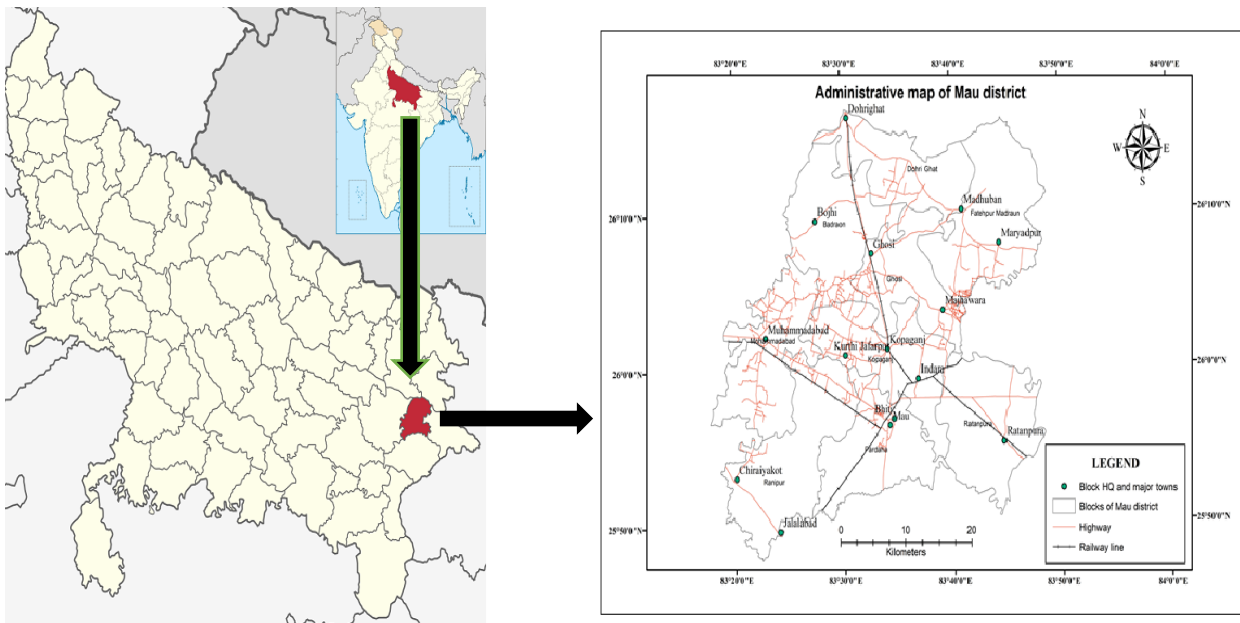 83°20'0"E
83°30'0"E
83°40'0"E
83°50'0"E
84°0'0"E
Administrative map of Mau district
Dohrighat
N
W
E
S
Dohri Ghat
Madhuban
Fatehpur Madraun
26°10'0"N
26°10'0"N
Bojhi
Badraon
Maryadpur
Ghosi
Ghosi
Majhawara
Muhammadabad
Muhammadabad
Kurthi Jafarpur
Kopaganj
Kopaganj
26°0'0"N
26°0'0"N
Indara
Bhiti
Mau
Ratanpura
Ratanpura
Pardaha
Chiraiyakot
Ranipur
Jalalabad
25°50'0"N
25°50'0"N
0
10
20
Kilometers
LEGEND
Block HQ and major towns
Blocks of Mau district
Highway
Railway line
83°20'0"E
83°30'0"E
83°40'0"E
83°50'0"E
84°0'0"E